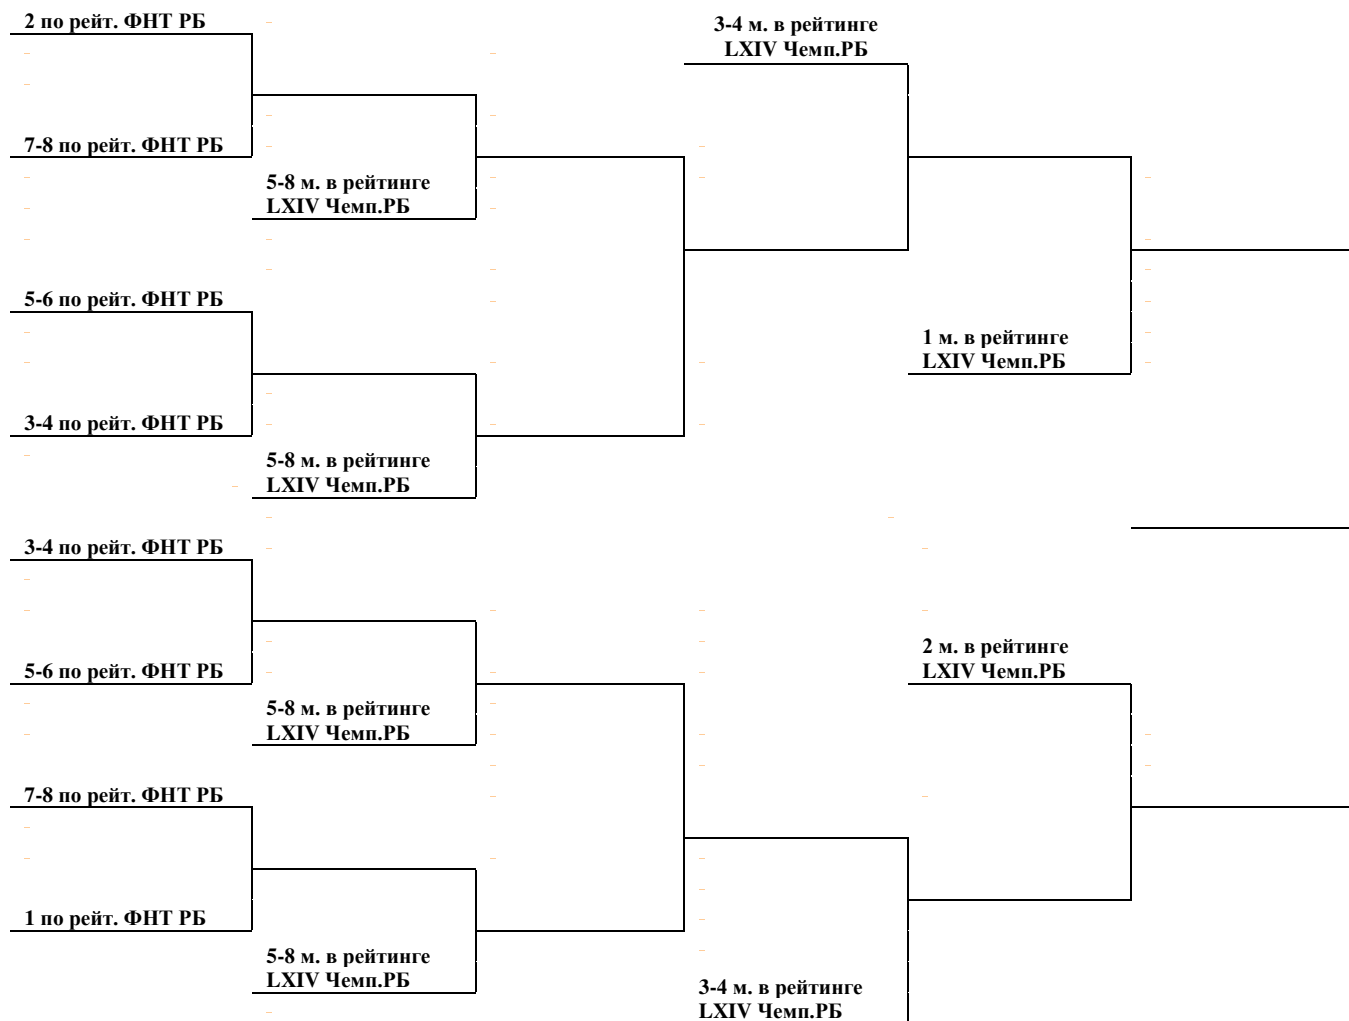 2 по рейт. ФНТ РБ
7-8 по рейт. ФНТ РБ
5-6 по рейт. ФНТ РБ
3-4 по рейт. ФНТ РБ
3-4 по рейт. ФНТ РБ
5-6 по рейт. ФНТ РБ
7-8 по рейт. ФНТ РБ
1 по рейт. ФНТ РБ
5-8 м. в рейтинге
LXIV Чемп.РБ
5-8 м. в рейтинге
LXIV Чемп.РБ
5-8 м. в рейтинге
LXIV Чемп.РБ
5-8 м. в рейтинге
LXIV Чемп.РБ
3-4 м. в рейтинге
LXIV Чемп.РБ
3-4 м. в рейтинге
LXIV Чемп.РБ
1 м. в рейтинге
LXIV Чемп.РБ
2 м. в рейтинге
LXIV Чемп.РБ